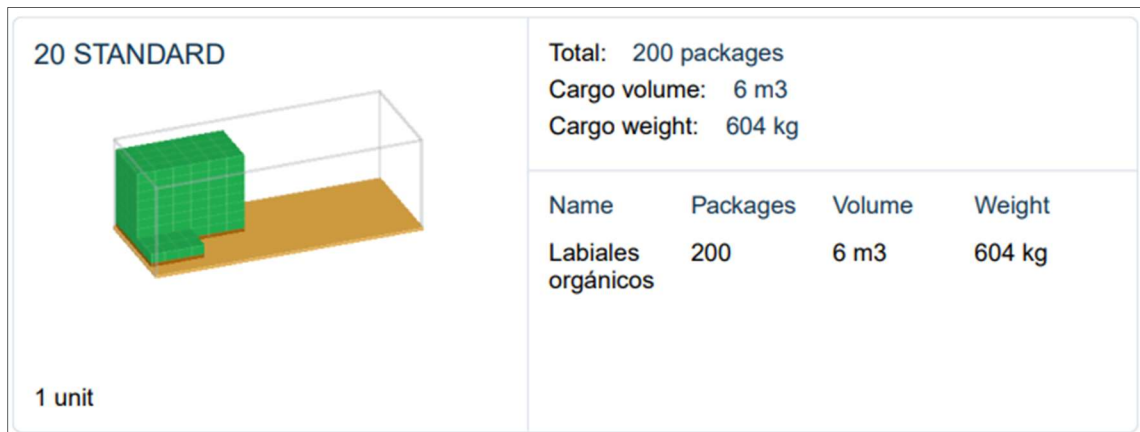 20 STANDARD
1 unit
Total: 200 packages
Cargo volume: 6 m3
Cargo weight: 604 kg
Name Packages Volume Weight
Labiales 200 6 m3 604 kg
orgánicos